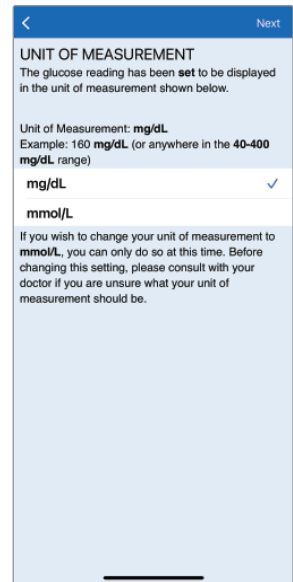 Next
UNIT OF MEASUREMENT
The glucose reading has been set to be displayed
in the unit of measurement shown below.
Unit of Measurement: mg/dL
Example: 160 mg/dL (or anywhere in the 40-400
mg/dL range)
mg/dL
mmol/L
If you wish to change your unit of measurement to
mmol/L, you can only do so at this time. Before
changing this setting, please consult with your
doctor if you are unsure what your unit of
measurement should be.